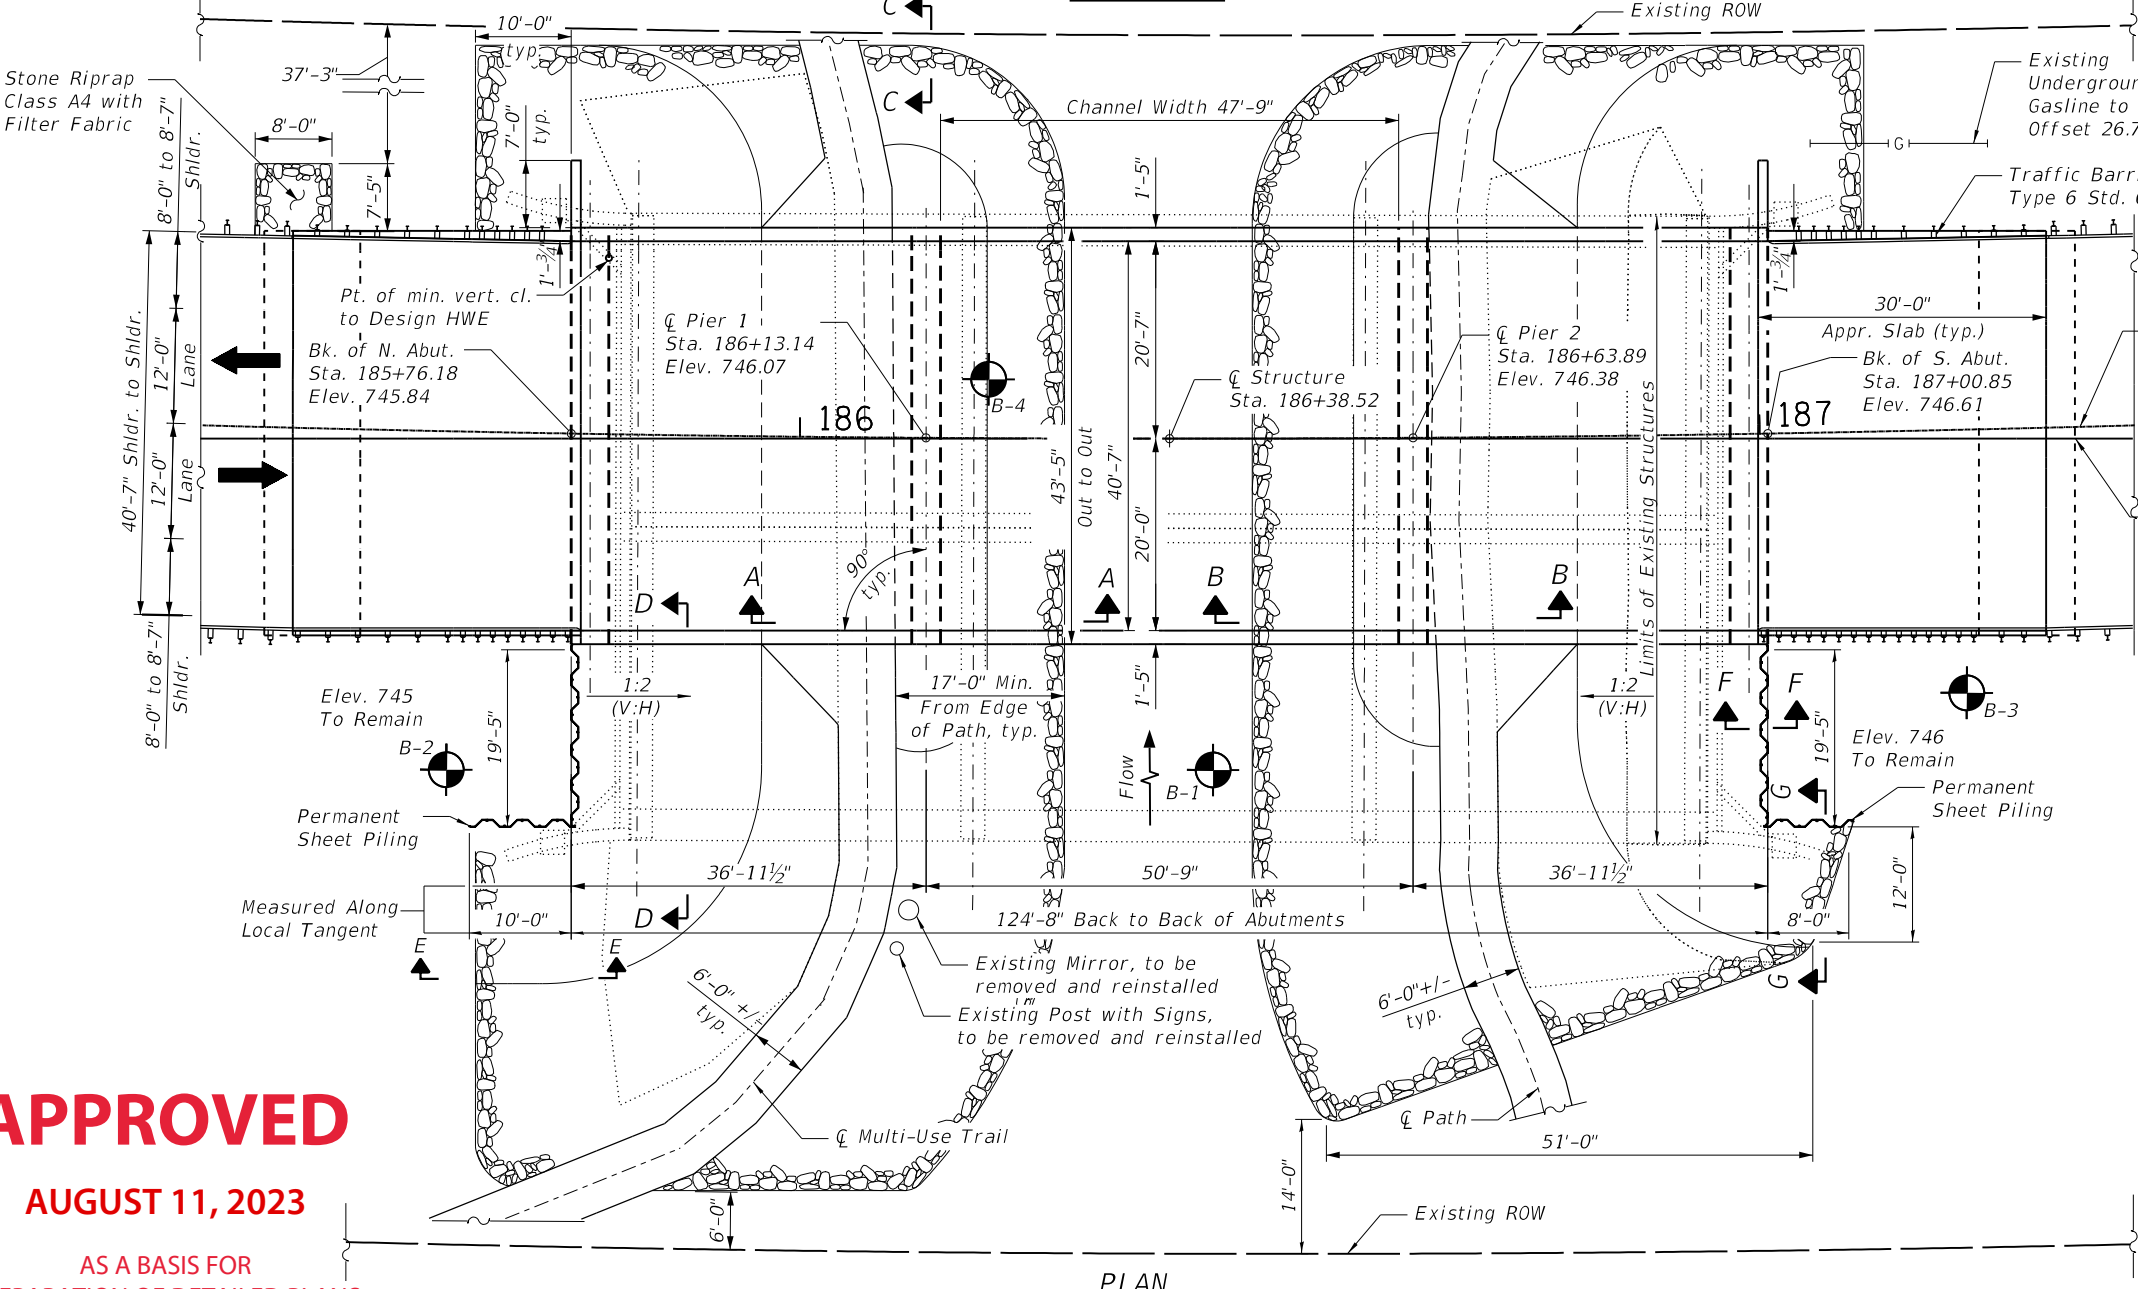 C
C
Existing ROW
10'-0"
typ.
37'-3"
Stone Riprap
Class A4 with
Filter Fabric
8'-0" to 8'-7"
Shldr.
8'-0"
7'-0"
typ.
7'-5"
Channel Width 47'-9"
1'-5"
Existing
Gasline to
G
Type 6 Std.
1'-3/4"
1'-3/4"
Pt. of min. vert. cl.
to Design HWE
Bk. of N. Abut.
Sta. 185+76.18
Elev. 745.84
℄ Pier 1
Sta. 186+13.14
Elev. 746.07
B-4
186
℄ Structure
Sta. 186+38.52
℄ Pier 2
Sta. 186+63.89
Elev. 746.38
30'-0"
Appr. Slab (typ.)
Bk. of S. Abut.
Sta. 187+00.85
Elev. 746.61
187
40'-7" Shldr. to Shldr.
12'-0"
Lane
12'-0"
Lane
8'-0" to 8'-7"
Shldr.
20'-7"
43'-5"
Out to Out
40'-7"
20'-0"
Limits of Existing Structures
90°
typ.
D
A
A
B
B
1:2
(V:H)
17'-0" Min.
From Edge
of Path, typ.
1'-5"
Flow
B-1
1:2
(V:H)
F
F
B-3
Elev. 745
To Remain
B-2
19'-5"
Permanent
Sheet Piling
19'-5"
Elev. 746
To Remain
G
Permanent
Sheet Piling
36'-11½"
50'-9"
36'-11½"
12'-0"
Measured Along
Local Tangent
10'-0"
D
124'-8" Back to Back of Abutments
8'-0"
E
E
G
6'-0" +/-
typ.
Existing Mirror, to be
removed and reinstalled
Existing Post with Signs,
to be removed and reinstalled
6'-0"+/-
typ.
℄ Multi-Use Trail
℄ Path
51'-0"
14'-0"
6'-0"
Existing ROW
APPROVED
AUGUST 11, 2023
AS A BASIS FOR
PLAN